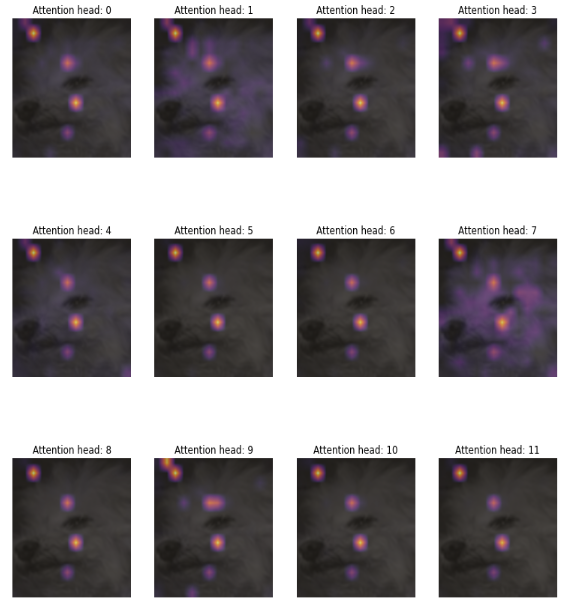 Attention head: 0
Attention head: 1
Attention head: 2
Attention head: 3
Attention head: 4
Attention head: 5
Attention head: 6
Attention head: 7
Attention head: 8
Attention head: 9
Attention head: 10
Attention head: 11